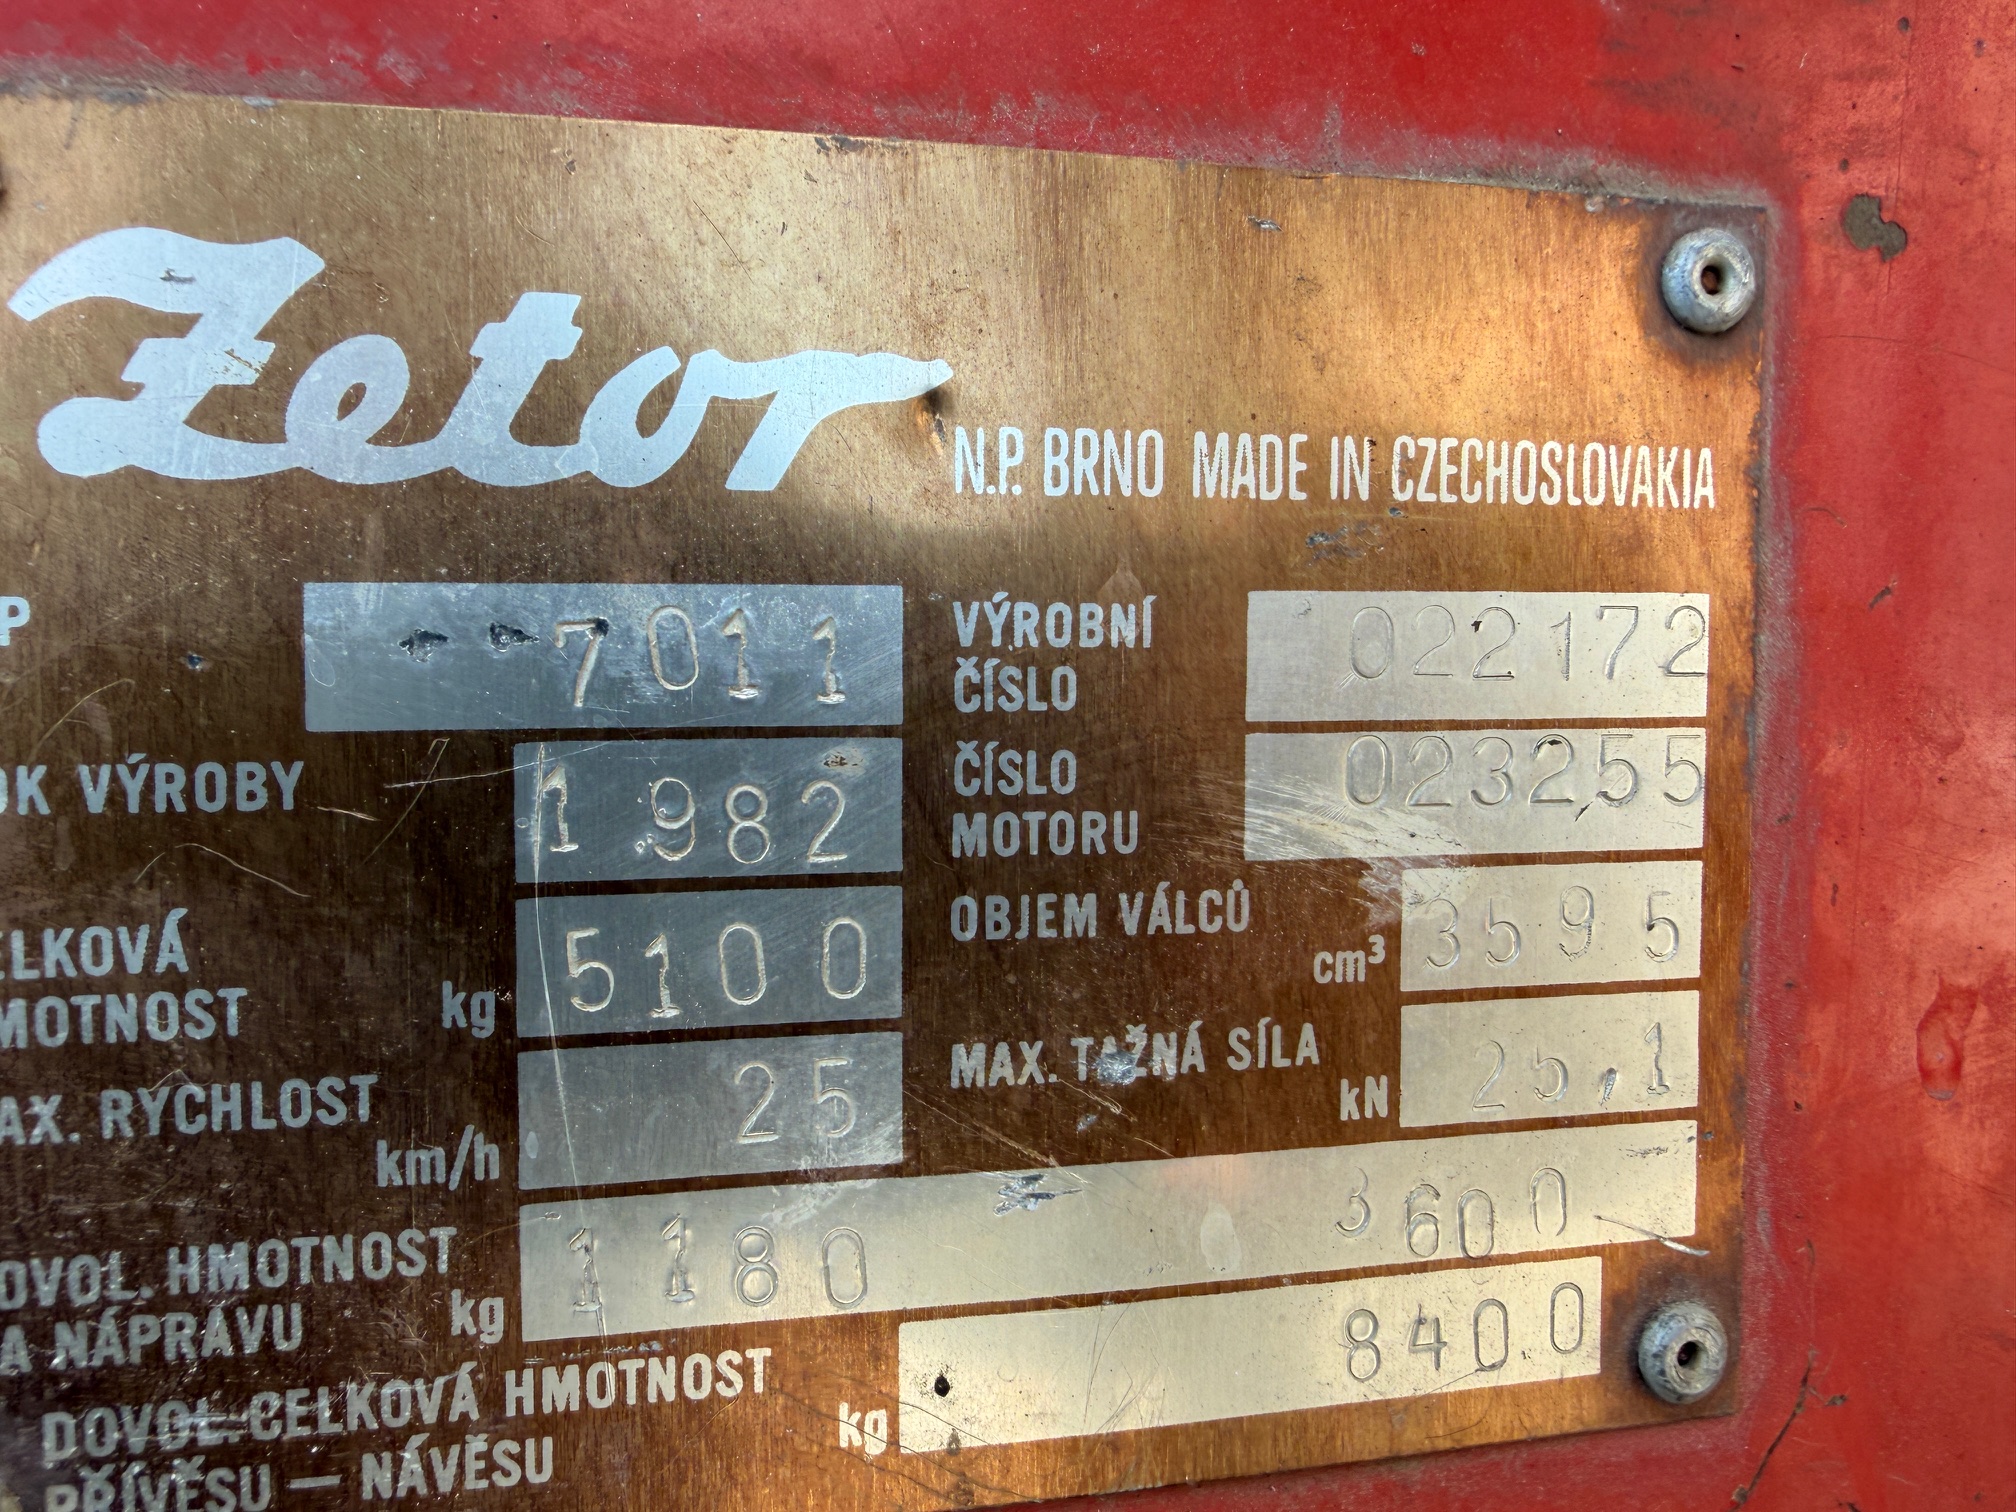 Zetor N.P. BRNO MADE IN CZECHOSLOVAKIA
P 7011
OK VÝROBY 1982
ELKOVÁ
MOTNOST kg 5100
AX. RYCHLOST
km/h 25
VÝROBNÍ
ČÍSLO 022172
ČÍSLO
MOTORU 023255
OBJEM VÁLCŮ
cm³ 3595
MAX. TAŽNÁ SÍLA
kN 25,1
OVOL. HMOTNOST
A NÁPRAVU kg 1180 3600
DOVOL. CELKOVÁ HMOTNOST
PŘÍVĚSU — NÁVĚSU kg 8400